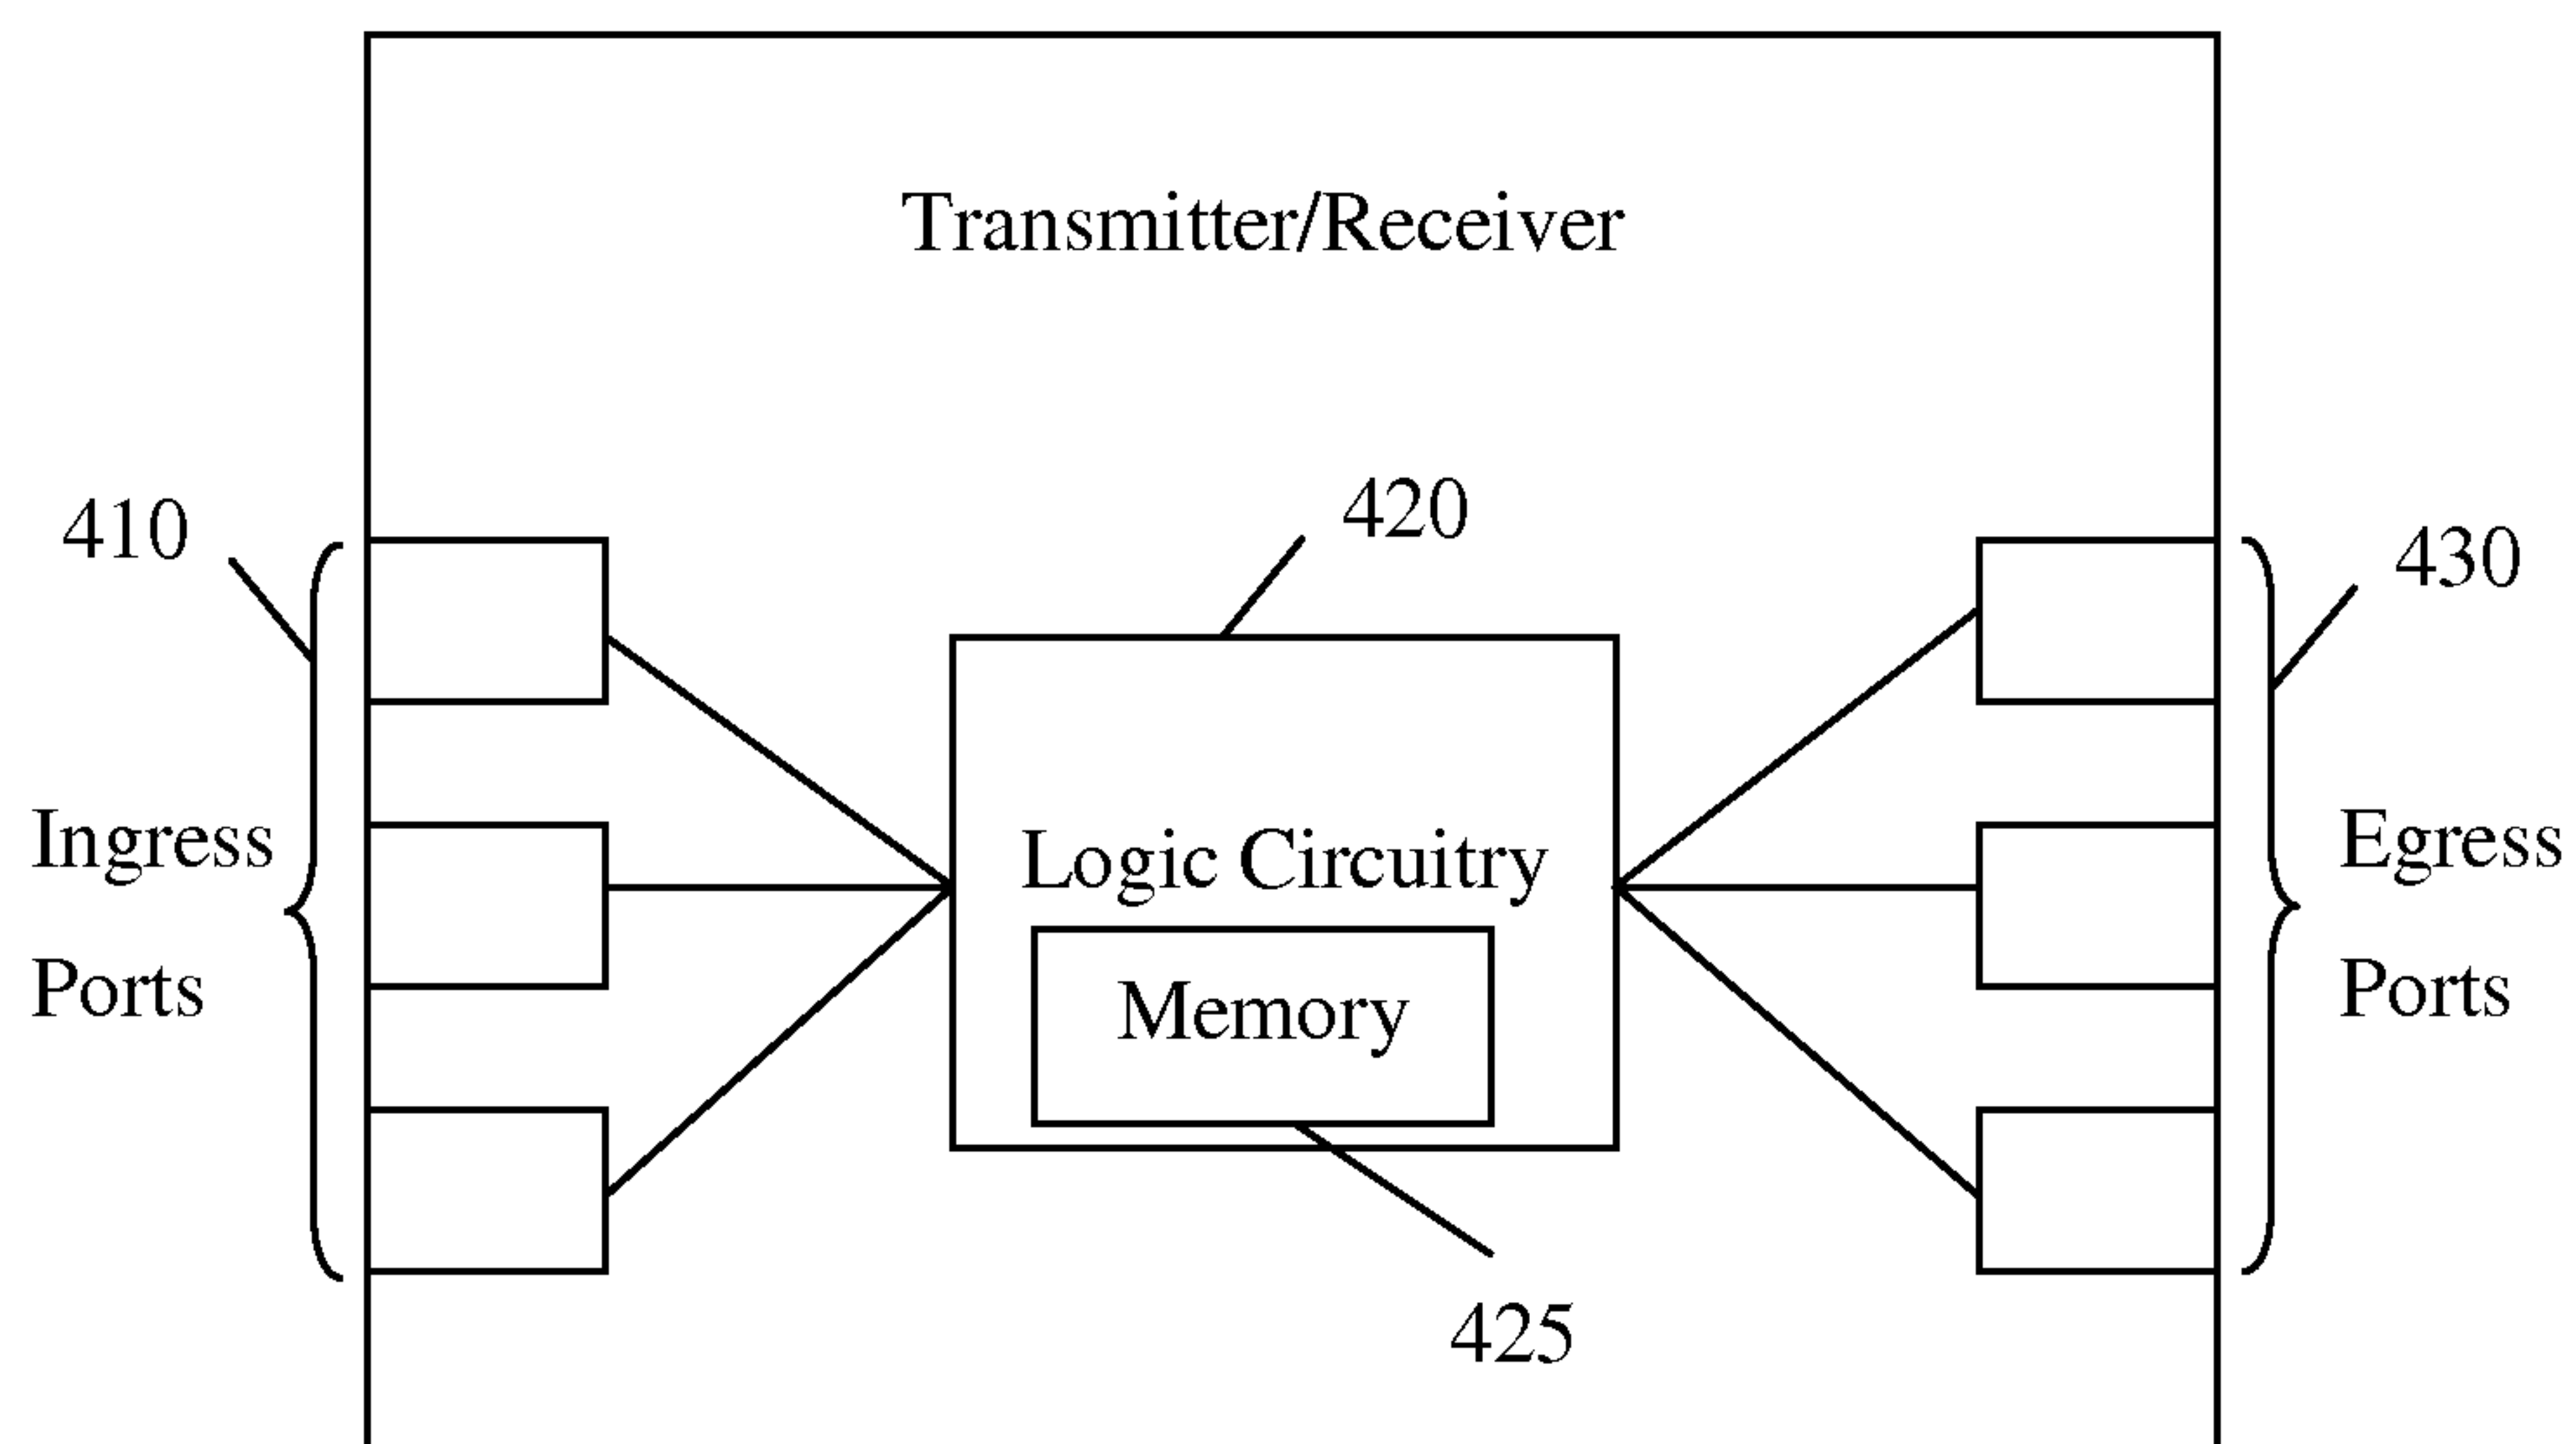 Transmitter/Receiver
410
420
430
Ingress
Ports
Logic Circuitry
Memory
Egress
Ports
425